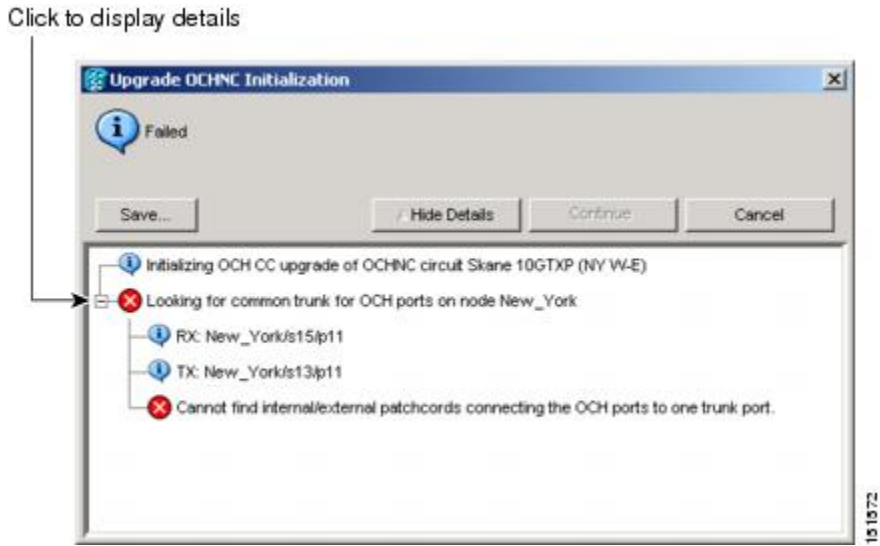 Click to display details
Upgrade OCHNC Initialization
Failed
Save...
Hide Details
Continue
Cancel
Initializing OCH CC upgrade of OCHNC circuit Skane 10GTXP (NY W-E)
Looking for common trunk for OCH ports on node New_York
RX: New_York/s15/p11
TX: New_York/s13/p11
Cannot find internal/external patchcords connecting the OCH ports to one trunk port.
151572